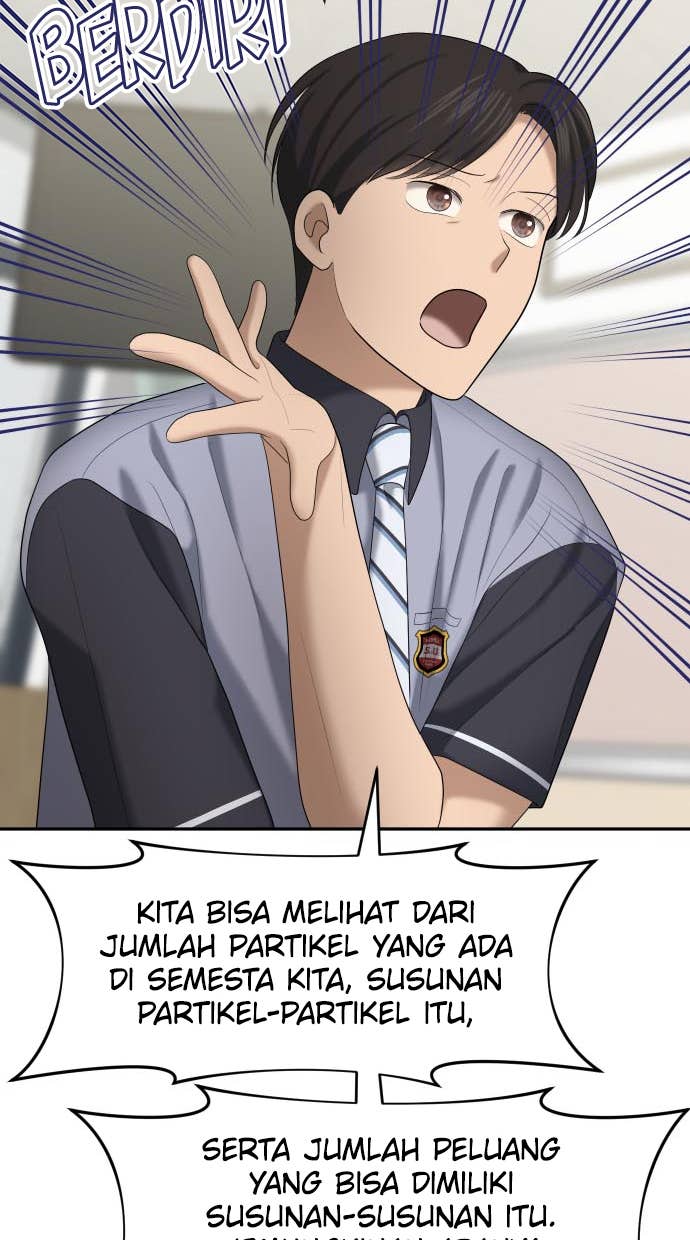 BERDIRI
S.U
KITA BISA MELIHAT DARI
JUMLAH PARTIKEL YANG ADA
DI SEMESTA KITA, SUSUNAN
PARTIKEL-PARTIKEL ITU,
SERTA JUMLAH PELUANG
YANG BISA DIMILIKI
SUSUNAN-SUSUNAN ITU.